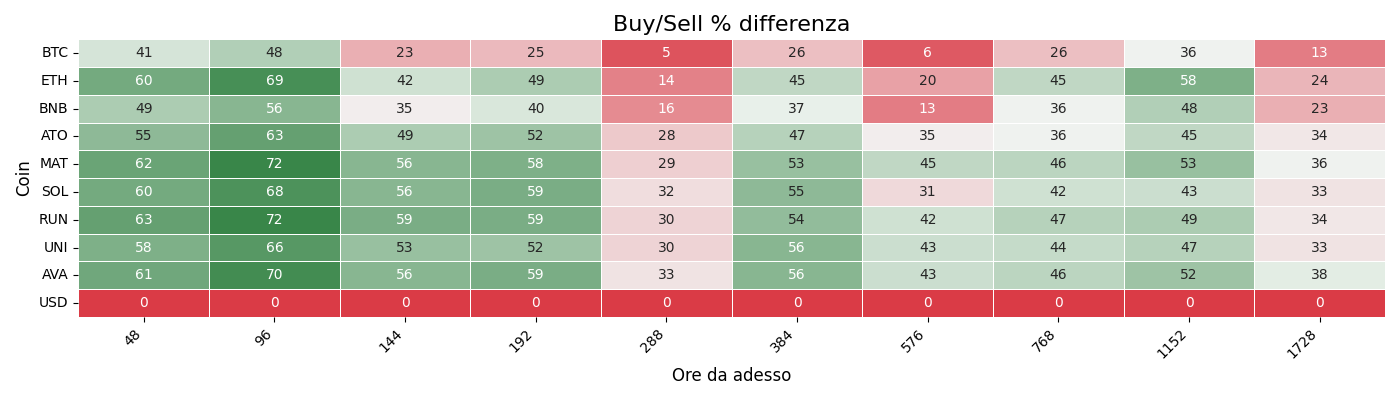 Buy/Sell % differenza
Coin
BTC 41 48 23 25 5 26 6 26 36 13
ETH 60 69 42 49 14 45 20 45 58 24
BNB 49 56 35 40 16 37 13 36 48 23
ATO 55 63 49 52 28 47 35 36 45 34
MAT 62 72 56 58 29 53 45 46 53 36
SOL 60 68 56 59 32 55 31 42 43 33
RUN 63 72 59 59 30 54 42 47 49 34
UNI 58 66 53 52 30 56 43 44 47 33
AVA 61 70 56 59 33 56 43 46 52 38
USD 0 0 0 0 0 0 0 0 0 0
48 96 144 192 288 384 576 768 1152 1728
Ore da adesso